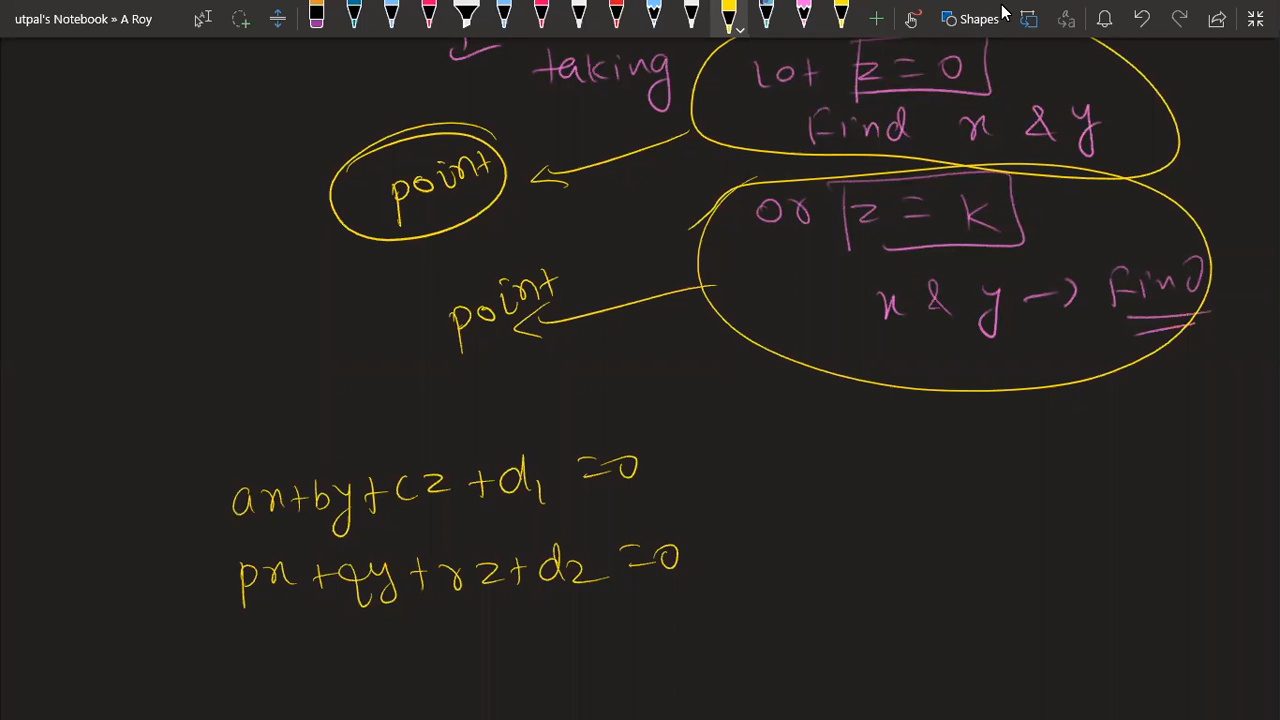 utpal's Notebook » A Roy
Shapes
taking
Let z = 0
Find x & y
point
or z = k
point
x & y → Find
ax+by+cz+d1 =0
px+qy+rz+d2 =0